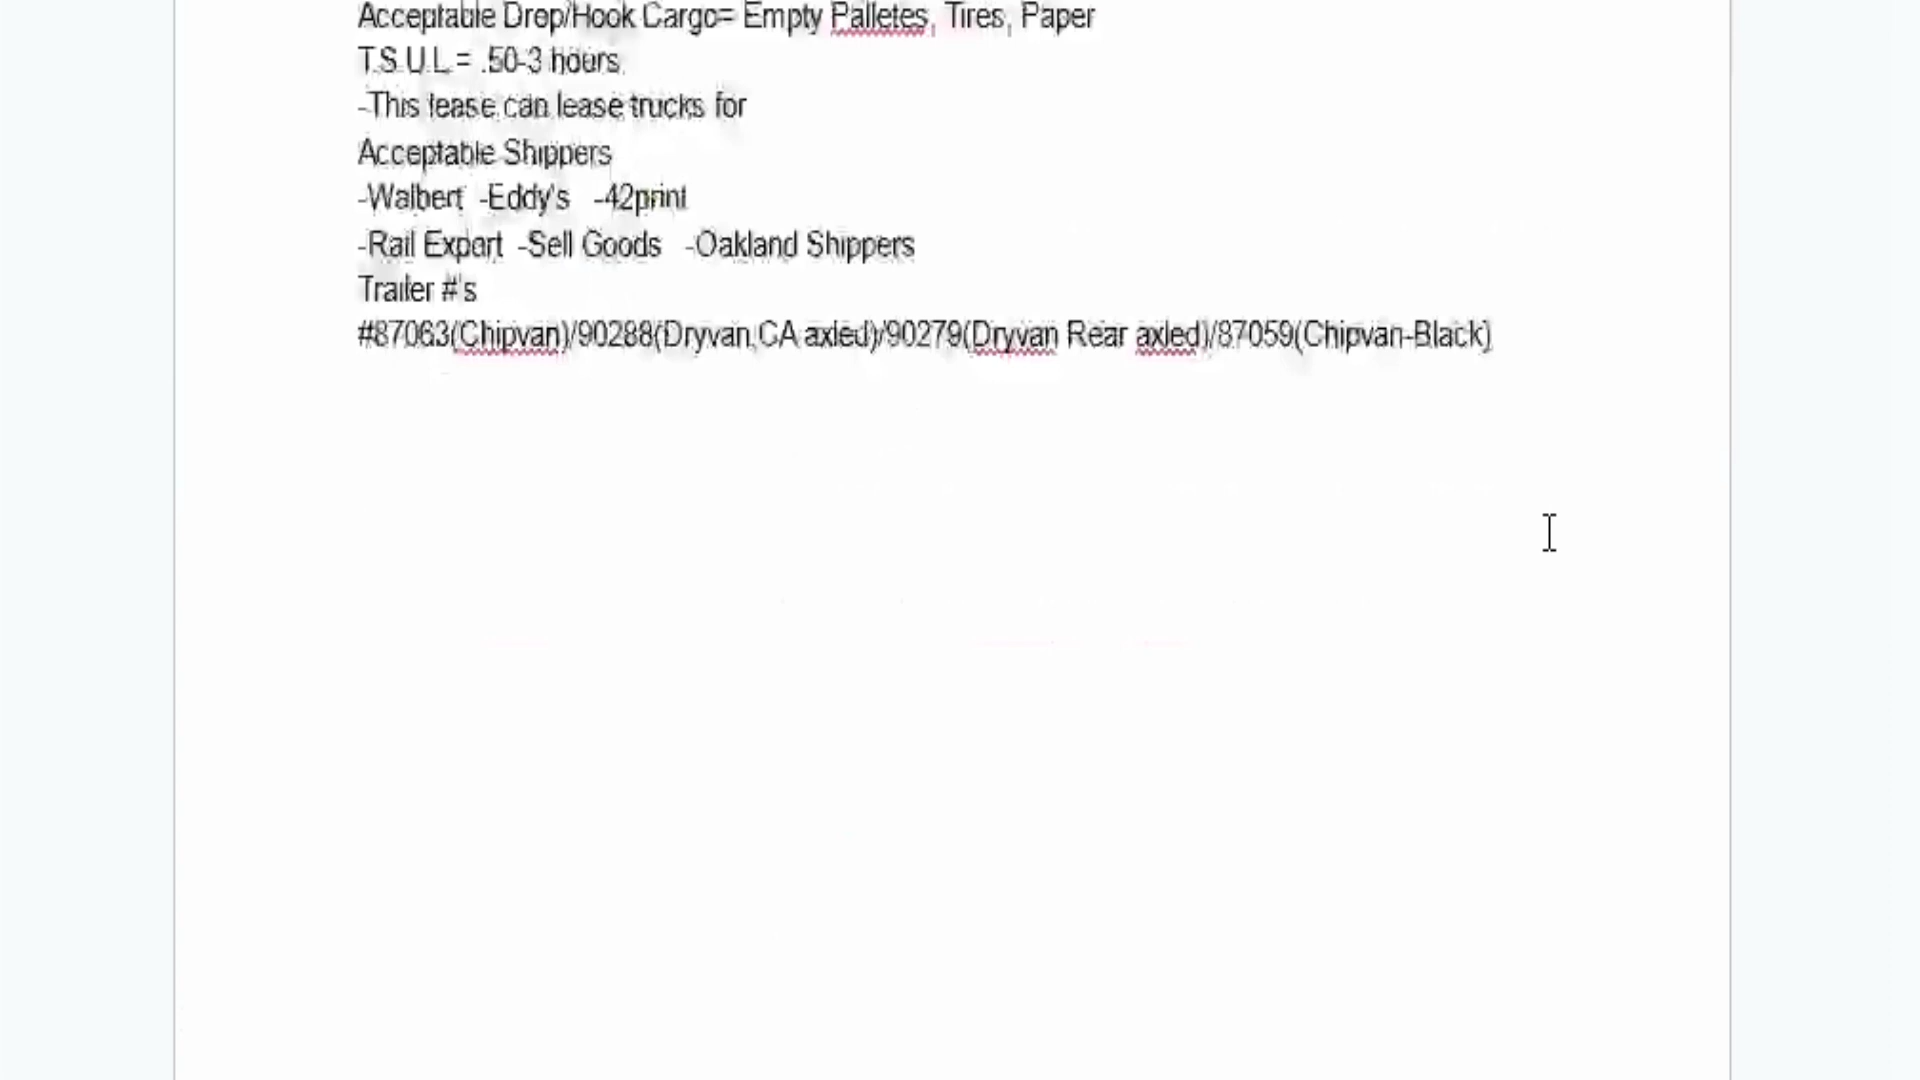 Acceptable Drop/Hook Cargo= Empty Palletes, Tires, Paper
T.S.U.L.= .50-3 hours
-This lease can lease trucks for
Acceptable Shippers
-Walbert -Eddy's -42print
-Rail Export -Sell Goods -Oakland Shippers
Trailer #'s
#87063(Chipvan)/90288(Dryvan,CA axled)/90279(Dryvan Rear axled)/87059(Chipvan-Black)